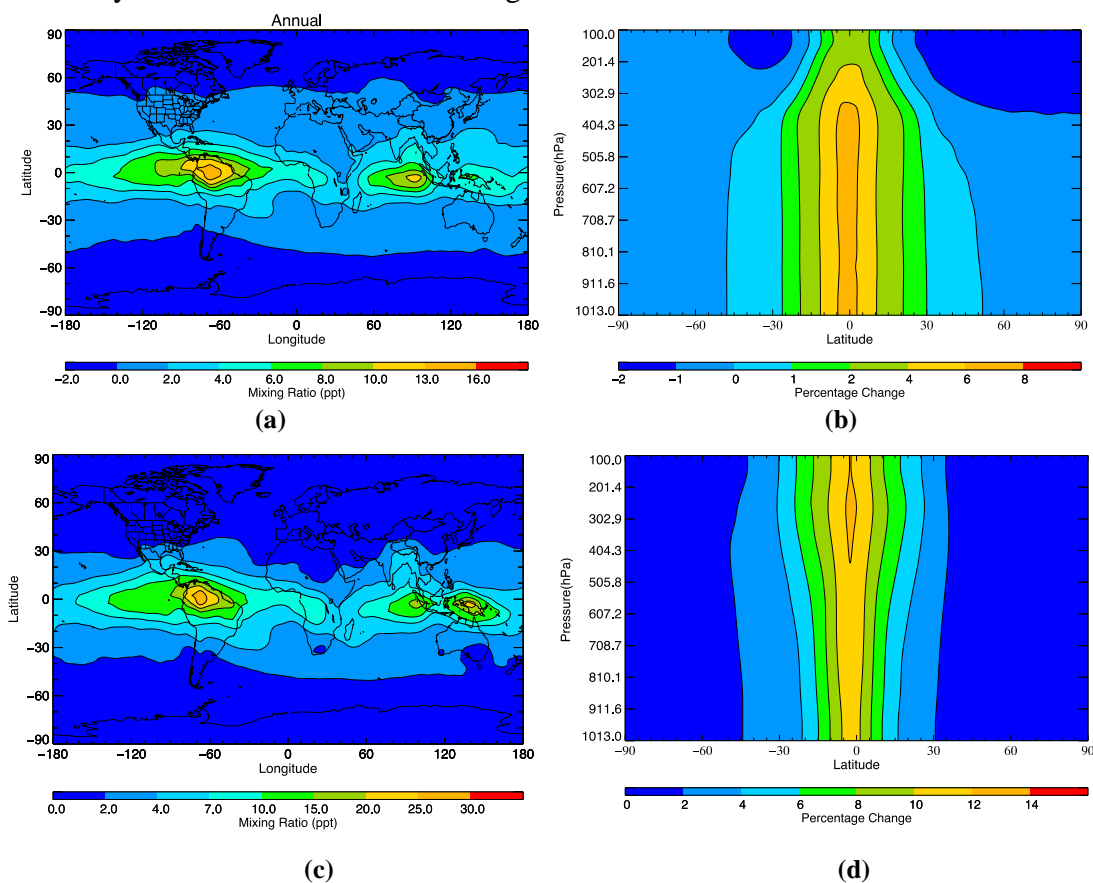 Annual
90
60
30
0
−30
−60
−90
Latitude
−180 −120 −60 0 60 120 180
Longitude
−2.0 0.0 2.0 4.0 6.0 8.0 10.0 13.0 16.0
Mixing Ratio (ppt)
(a)
100.0
201.4
302.9
404.3
505.8
607.2
708.7
810.1
911.6
1013.0
Pressure(hPa)
−90 −60 −30 0 30 60 90
Latitude
−2 −1 0 1 2 4 6 8
Percentage Change
(b)
90
60
30
0
−30
−60
−90
Latitude
−180 −120 −60 0 60 120 180
Longitude
0.0 2.0 4.0 7.0 10.0 15.0 20.0 25.0 30.0
Mixing Ratio (ppt)
(c)
100.0
201.4
302.9
404.3
505.8
607.2
708.7
810.1
911.6
1013.0
Pressure(hPa)
−90 −60 −30 0 30 60 90
Latitude
0 2 4 6 8 10 12 14
Percentage Change
(d)